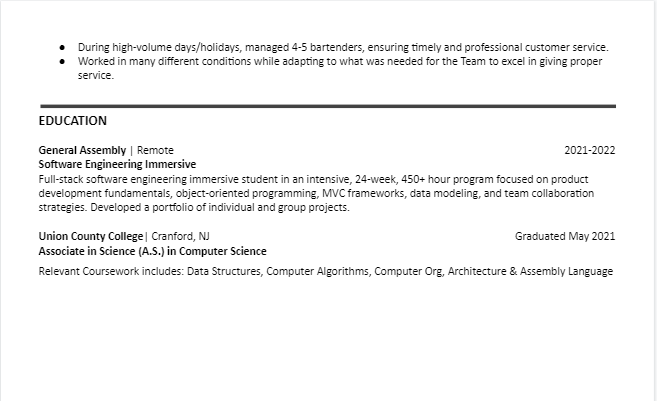 ● During high-volume days/holidays, managed 4-5 bartenders, ensuring timely and professional customer service.
● Worked in many different conditions while adapting to what was needed for the Team to excel in giving proper
service.
EDUCATION
General Assembly | Remote 2021-2022
Software Engineering Immersive
Full-stack software engineering immersive student in an intensive, 24-week, 450+ hour program focused on product
development fundamentals, object-oriented programming, MVC frameworks, data modeling, and team collaboration
strategies. Developed a portfolio of individual and group projects.
Union County College| Cranford, NJ Graduated May 2021
Associate in Science (A.S.) in Computer Science
Relevant Coursework includes: Data Structures, Computer Algorithms, Computer Org, Architecture & Assembly Language